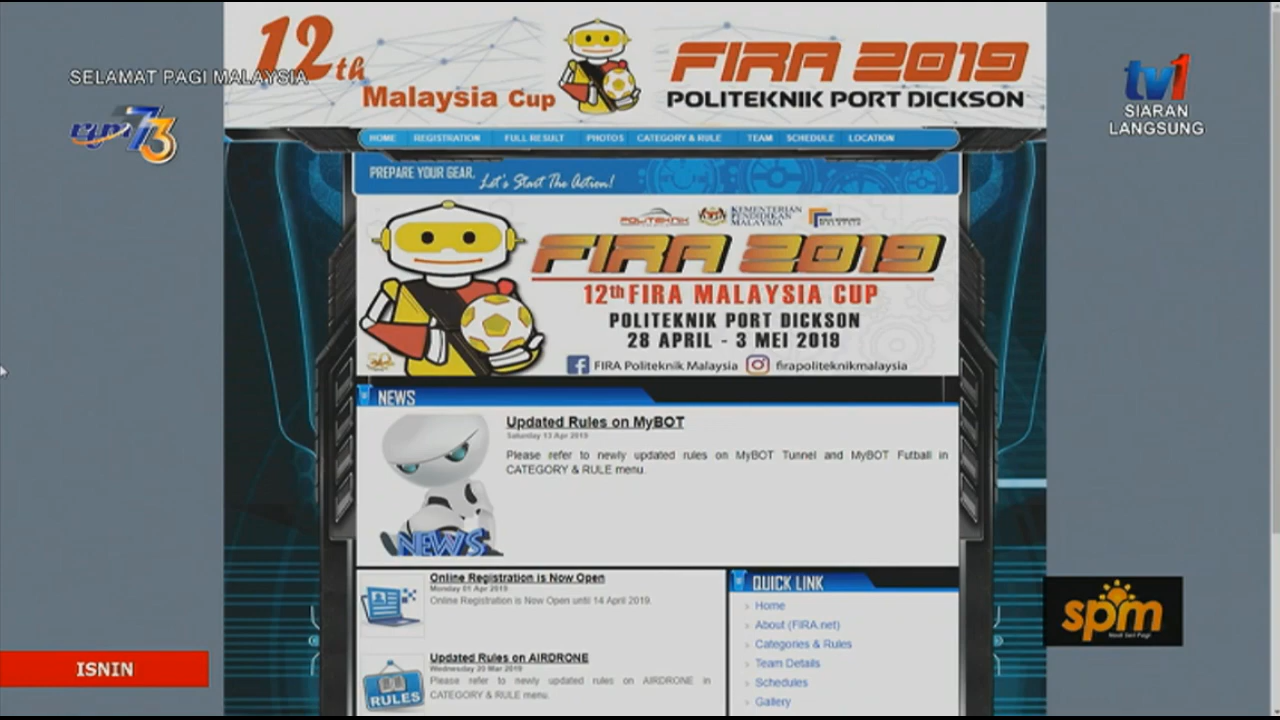 12th
Malaysia Cup
FIRA 2019
POLITEKNIK PORT DICKSON
SELAMAT PAGI MALAYSIA
73
tv1
SIARAN
LANGSUNG
HOME REGISTRATION FULL RESULT PHOTOS CATEGORY & RULE TEAM SCHEDULE LOCATION
PREPARE YOUR GEAR. Let's Start The Action!
POLITEKNIK
KEMENTERIAN
PENDIDIKAN
MALAYSIA
FIRA 2019
12th FIRA MALAYSIA CUP
POLITEKNIK PORT DICKSON
28 APRIL - 3 MEI 2019
FIRA Politeknik Malaysia firapoliteknikmalaysia
NEWS
Updated Rules on MyBOT
Saturday 13 Apr 2019
Please refer to newly updated rules on MyBOT Tunnel and MyBOT Futball in
CATEGORY & RULE menu.
NEWS
Online Registration is Now Open
Monday 01 Apr 2019
Online Registration is Now Open until 14 April 2019.
Updated Rules on AIRDRONE
Wednesday 20 Mar 2019
Please refer to newly updated rules on AIRDRONE in
CATEGORY & RULE menu.
RULES
QUICK LINK
Home
About (FIRA.net)
Categories & Rules
Team Details
Schedules
Gallery
spm
ISNIN